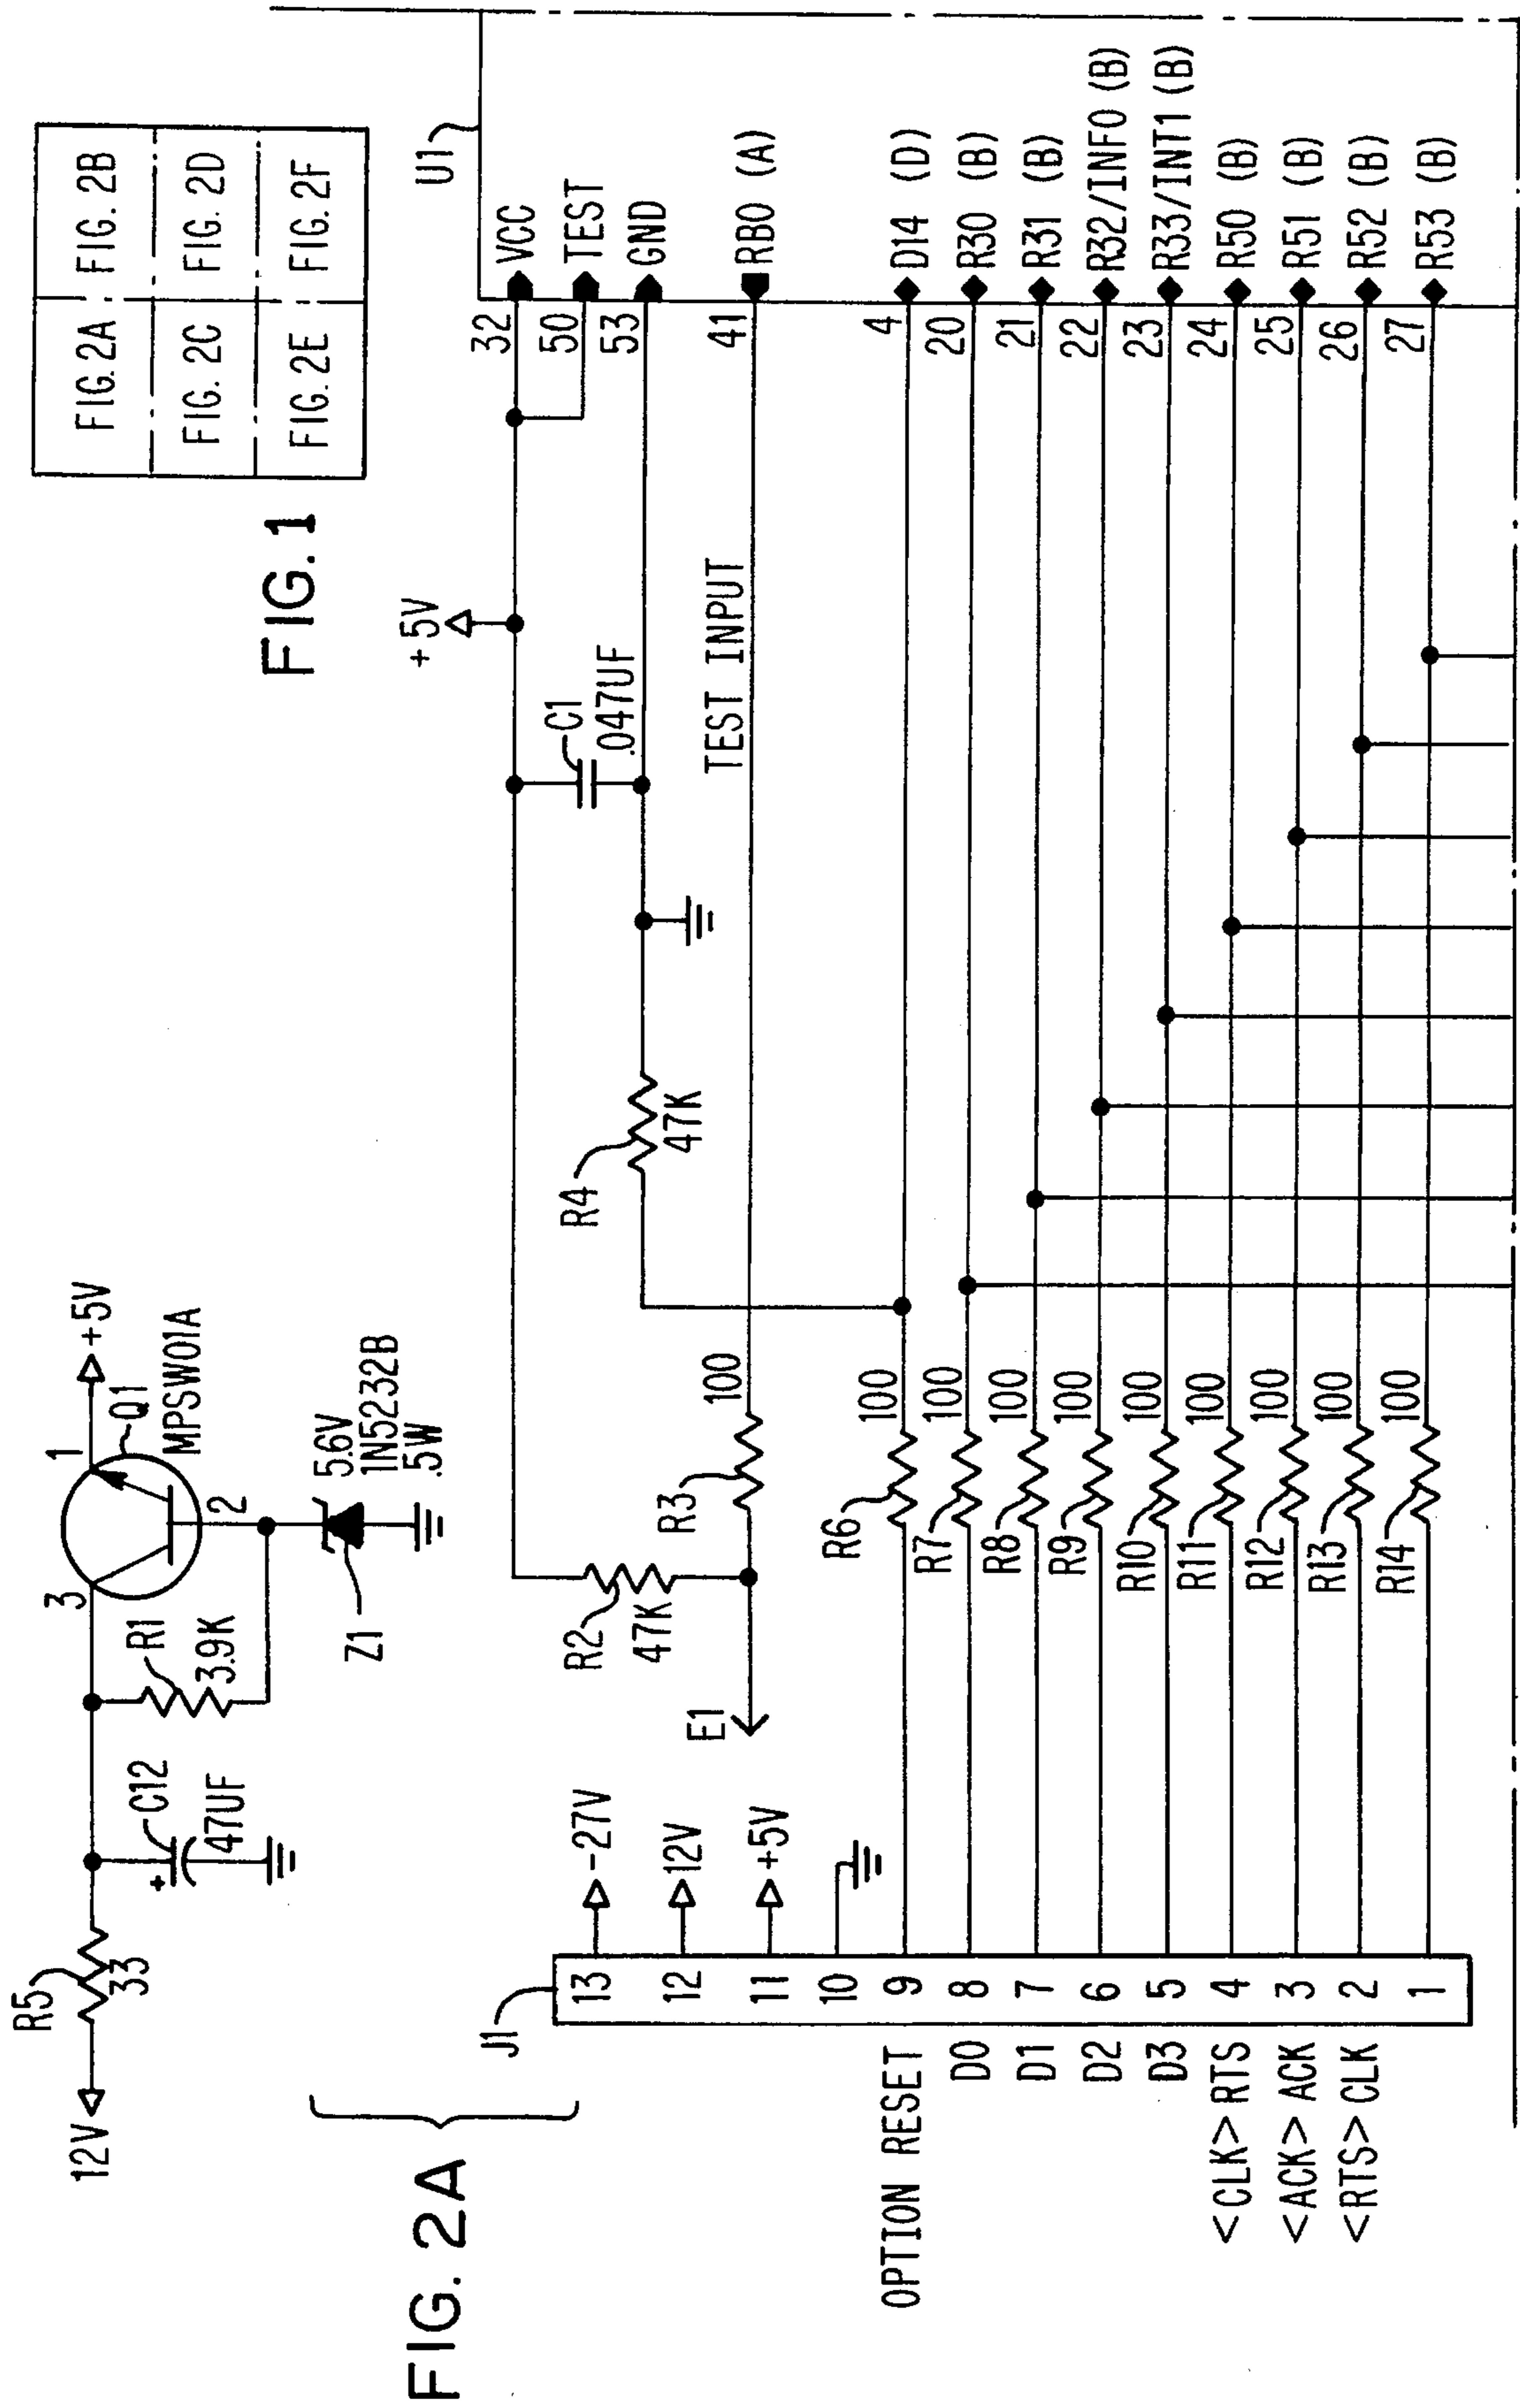 FIG. 1
FIG. 2A FIG. 2B
FIG. 2C FIG. 2D
FIG. 2E FIG. 2F
FIG. 2A
12V
R5
33
C12
+
47UF
R1
3.9K
3
1
2
Q1
MPSW01A
+5V
5.6V
1N5232B
.5W
Z1
J1
13 -27V
12 12V
11 +5V
10
OPTION RESET 9
D0 8
D1 7
D2 6
D3 5
<CLK>RTS 4
<ACK>ACK 3
<RTS>CLK 2
1
E1
R2
47K
R3 100
R4
47K
+5V
C1
.047UF
TEST INPUT
R6 100
R7 100
R8 100
R9 100
R10 100
R11 100
R12 100
R13 100
R14 100
U1
32 VCC
50 TEST
53 GND
41 RB0 (A)
4 D14 (D)
20 R30 (B)
21 R31 (B)
22 R32/INFO (B)
23 R33/INT1 (B)
24 R50 (B)
25 R51 (B)
26 R52 (B)
27 R53 (B)